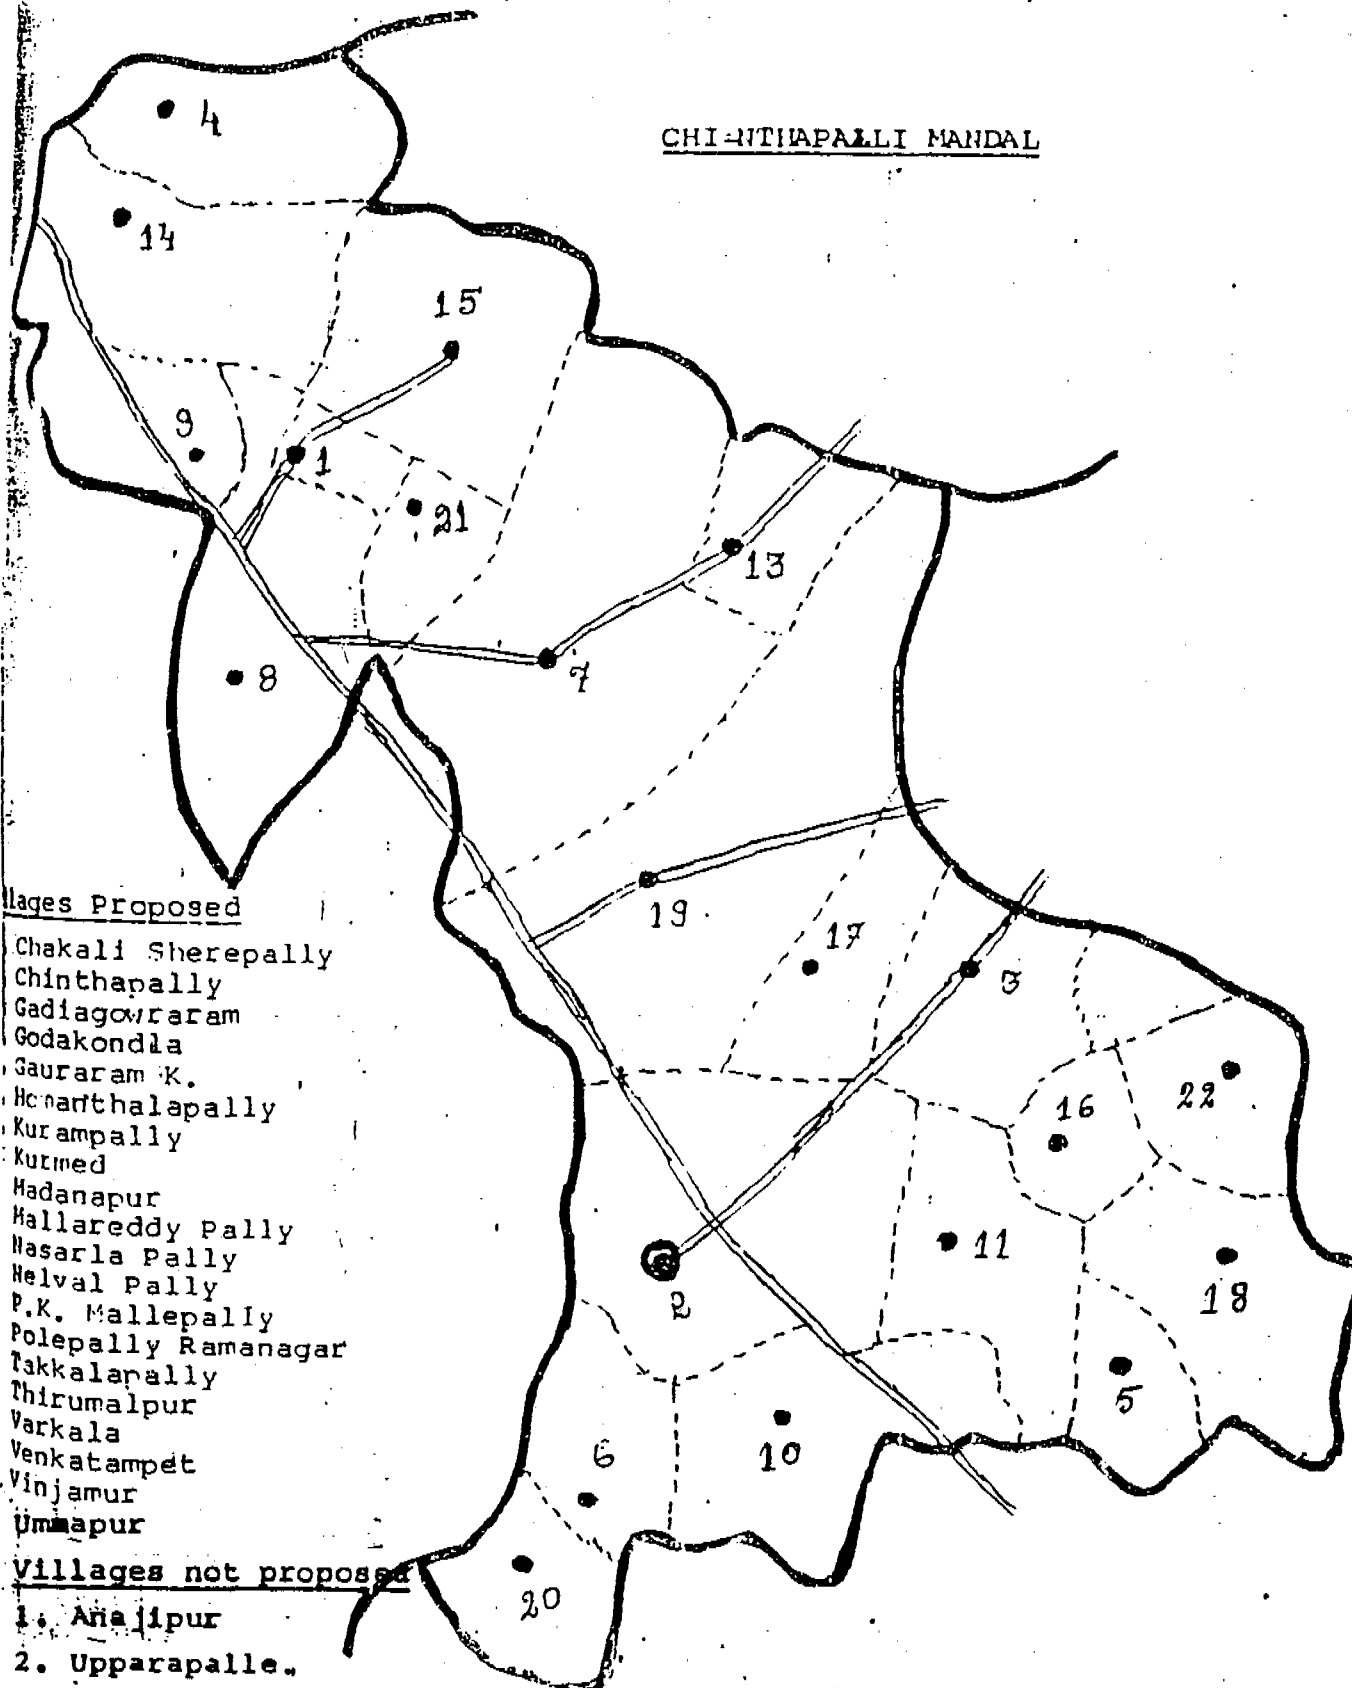 CHINTHAPALLI MANDAL
4
14
15
9
1
21
13
7
8
19
17
3
16
22
11
2
18
5
6
10
20
llages Proposed
Chakali Sherepally
Chinthapally
Gadiagowraram
Godakondla
Gauraram K.
Homanthalapally
Kurampally
Kurmed
Madanapur
Mallareddy Pally
Nasarla Pally
Nelval Pally
P.K. Mallepally
Polepally Ramanagar
Takkalapally
Thirumalpur
Varkala
Venkatampet
Vinjamur
Ummapur
Villages not proposed
1. Anajipur
2. Upparapalle.